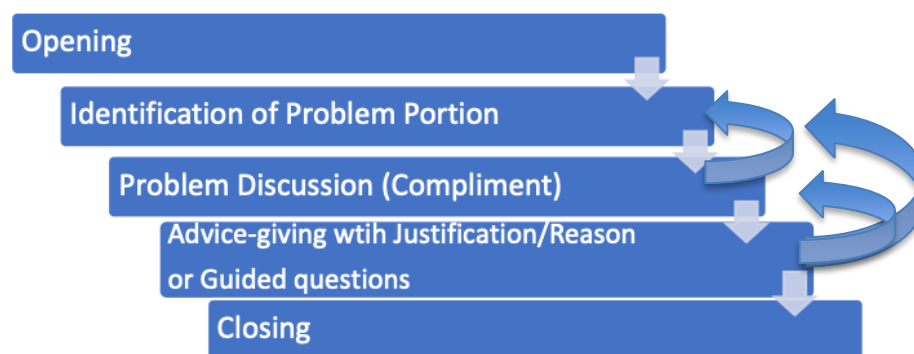 Opening
Identification of Problem Portion
Problem Discussion (Compliment)
Advice-giving wtih Justification/Reason
or Guided questions
Closing